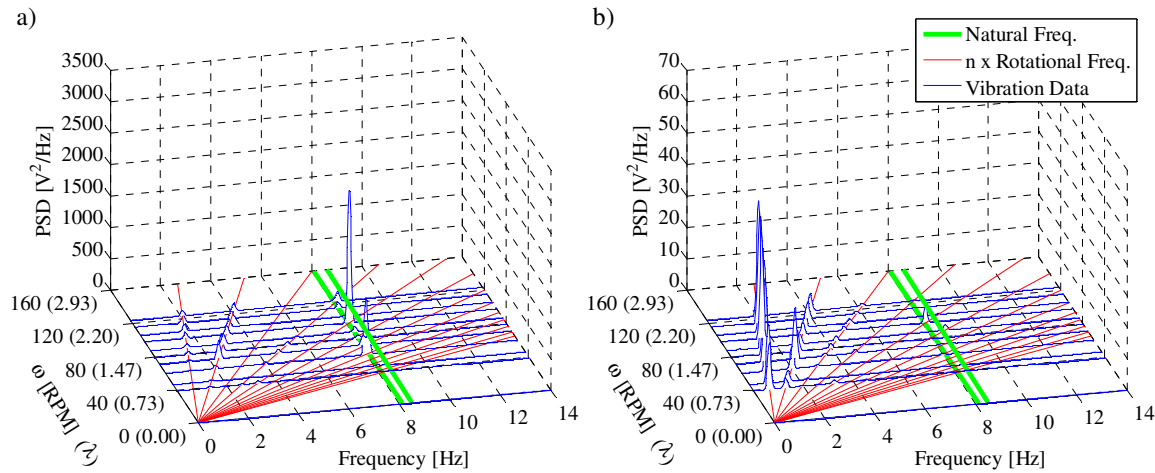 a)
3500
3000
2500
2000
1500
1000
500
0
PSD [V²/Hz]
160 (2.93)
120 (2.20)
80 (1.47)
40 (0.73)
0 (0.00)
ω [RPM] (λ)
0 2 4 6 8 10 12 14
Frequency [Hz]
b)
70
60
50
40
30
20
10
0
PSD [V²/Hz]
160 (2.93)
120 (2.20)
80 (1.47)
40 (0.73)
0 (0.00)
ω [RPM] (λ)
0 2 4 6 8 10 12 14
Frequency [Hz]
Natural Freq.
n x Rotational Freq.
Vibration Data